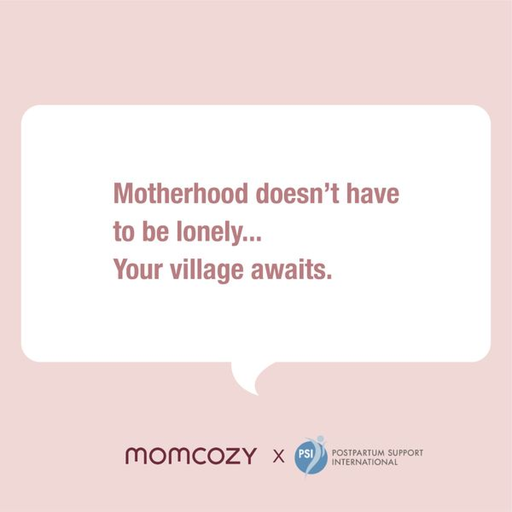 Motherhood doesn’t have
to be lonely...
Your village awaits.
momcozy X PSI POSTPARTUM SUPPORT
INTERNATIONAL